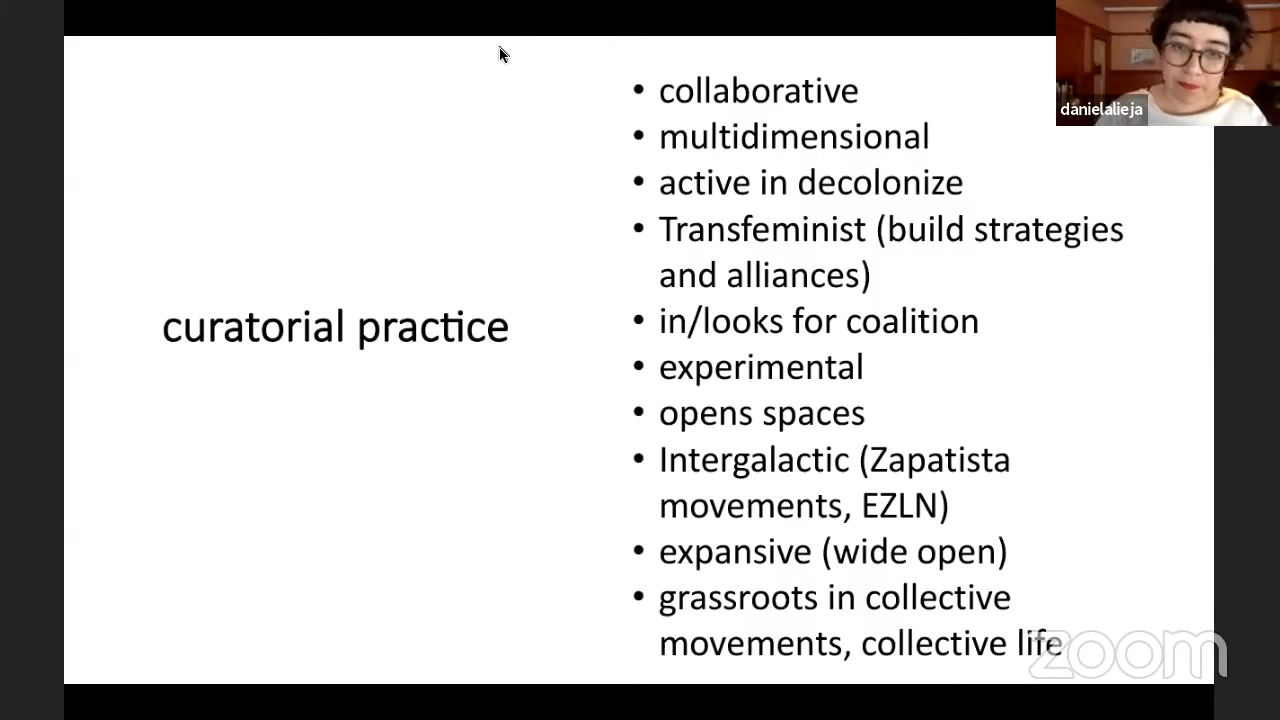 curatorial practice
• collaborative
• multidimensional
• active in decolonize
• Transfeminist (build strategies
and alliances)
• in/looks for coalition
• experimental
• opens spaces
• Intergalactic (Zapatista
movements, EZLN)
• expansive (wide open)
• grassroots in collective
movements, collective life
danielalieja
zoom